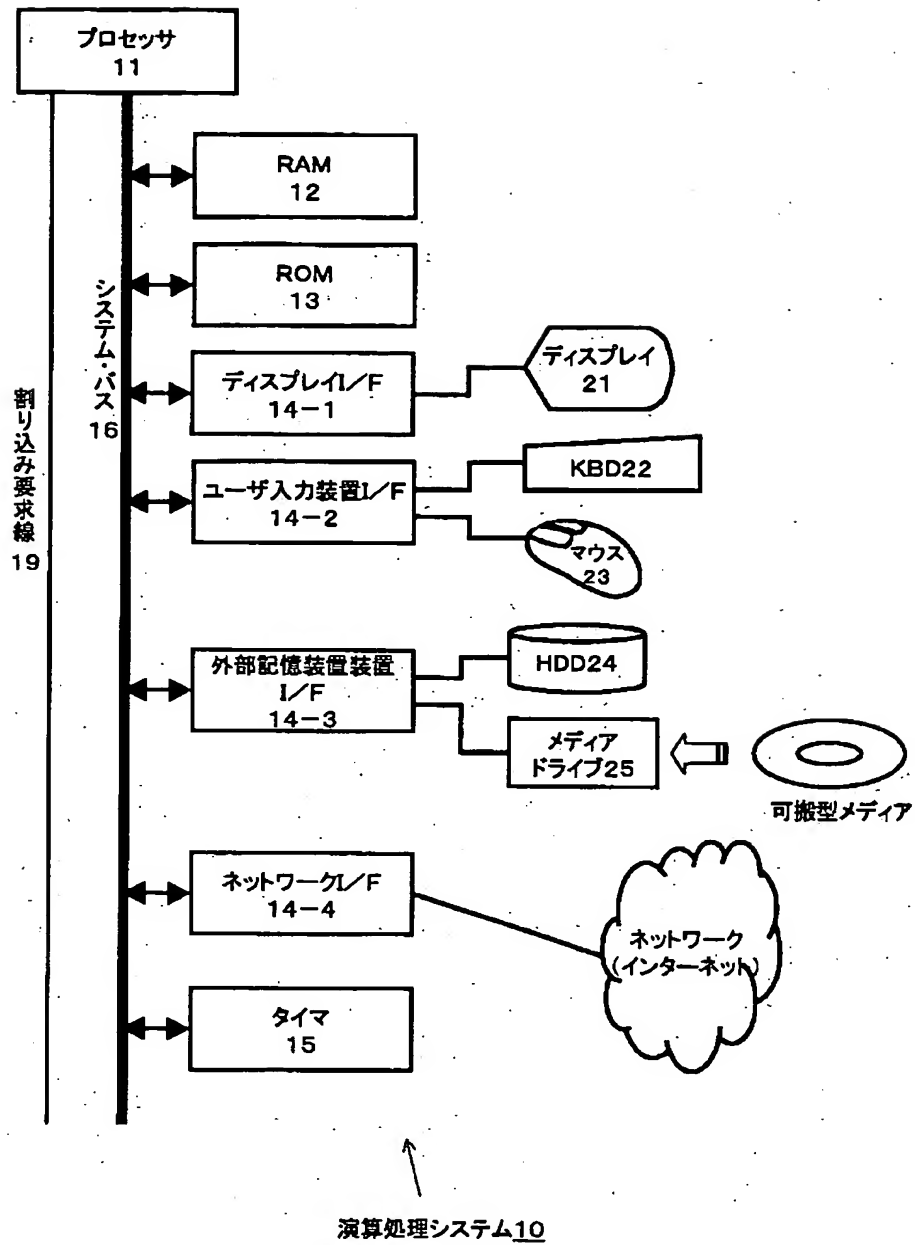 プロセッサ
11
RAM
12
ROM
13
システム・バス
16
割り込み要求線
19
ディスプレイI/F
14-1
ディスプレイ
21
ユーザ入力装置I/F
14-2
KBD22
マウス
23
外部記憶装置装置
I/F
14-3
HDD24
メディア
ドライブ25
可搬型メディア
ネットワークI/F
14-4
ネットワーク
(インターネット)
タイマ
15
演算処理システム10